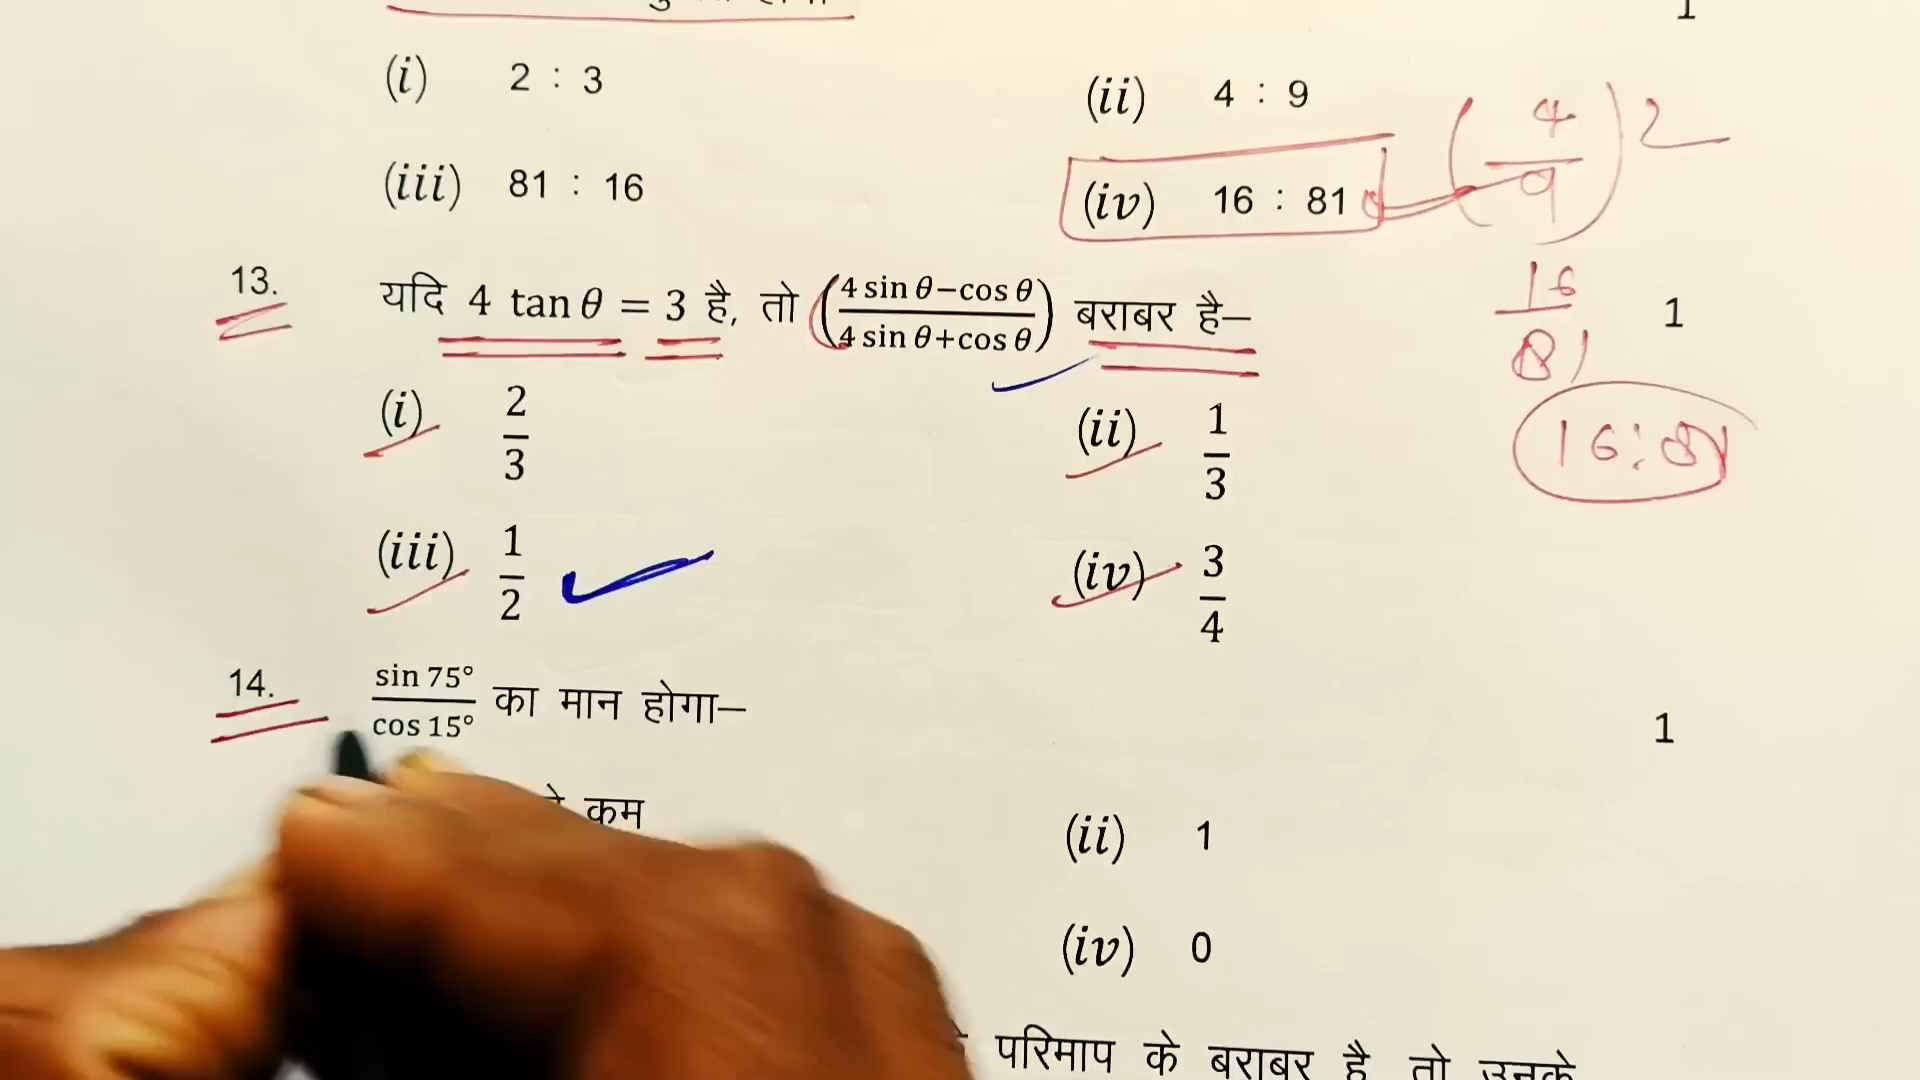 1
(i) 2 : 3 (ii) 4 : 9
(iii) 81 : 16 (iv) 16 : 81
(4/9)2
16/81
16:81
13. यदि 4 tan θ = 3 है, तो (4 sin θ−cos θ / 4 sin θ+cos θ) बराबर है– 1
(i) 2/3 (ii) 1/3
(iii) 1/2 (iv) 3/4
14. sin 75° / cos 15° का मान होगा– 1
कम (ii) 1
(iv) 0
परिमाप के बराबर है, तो उनके